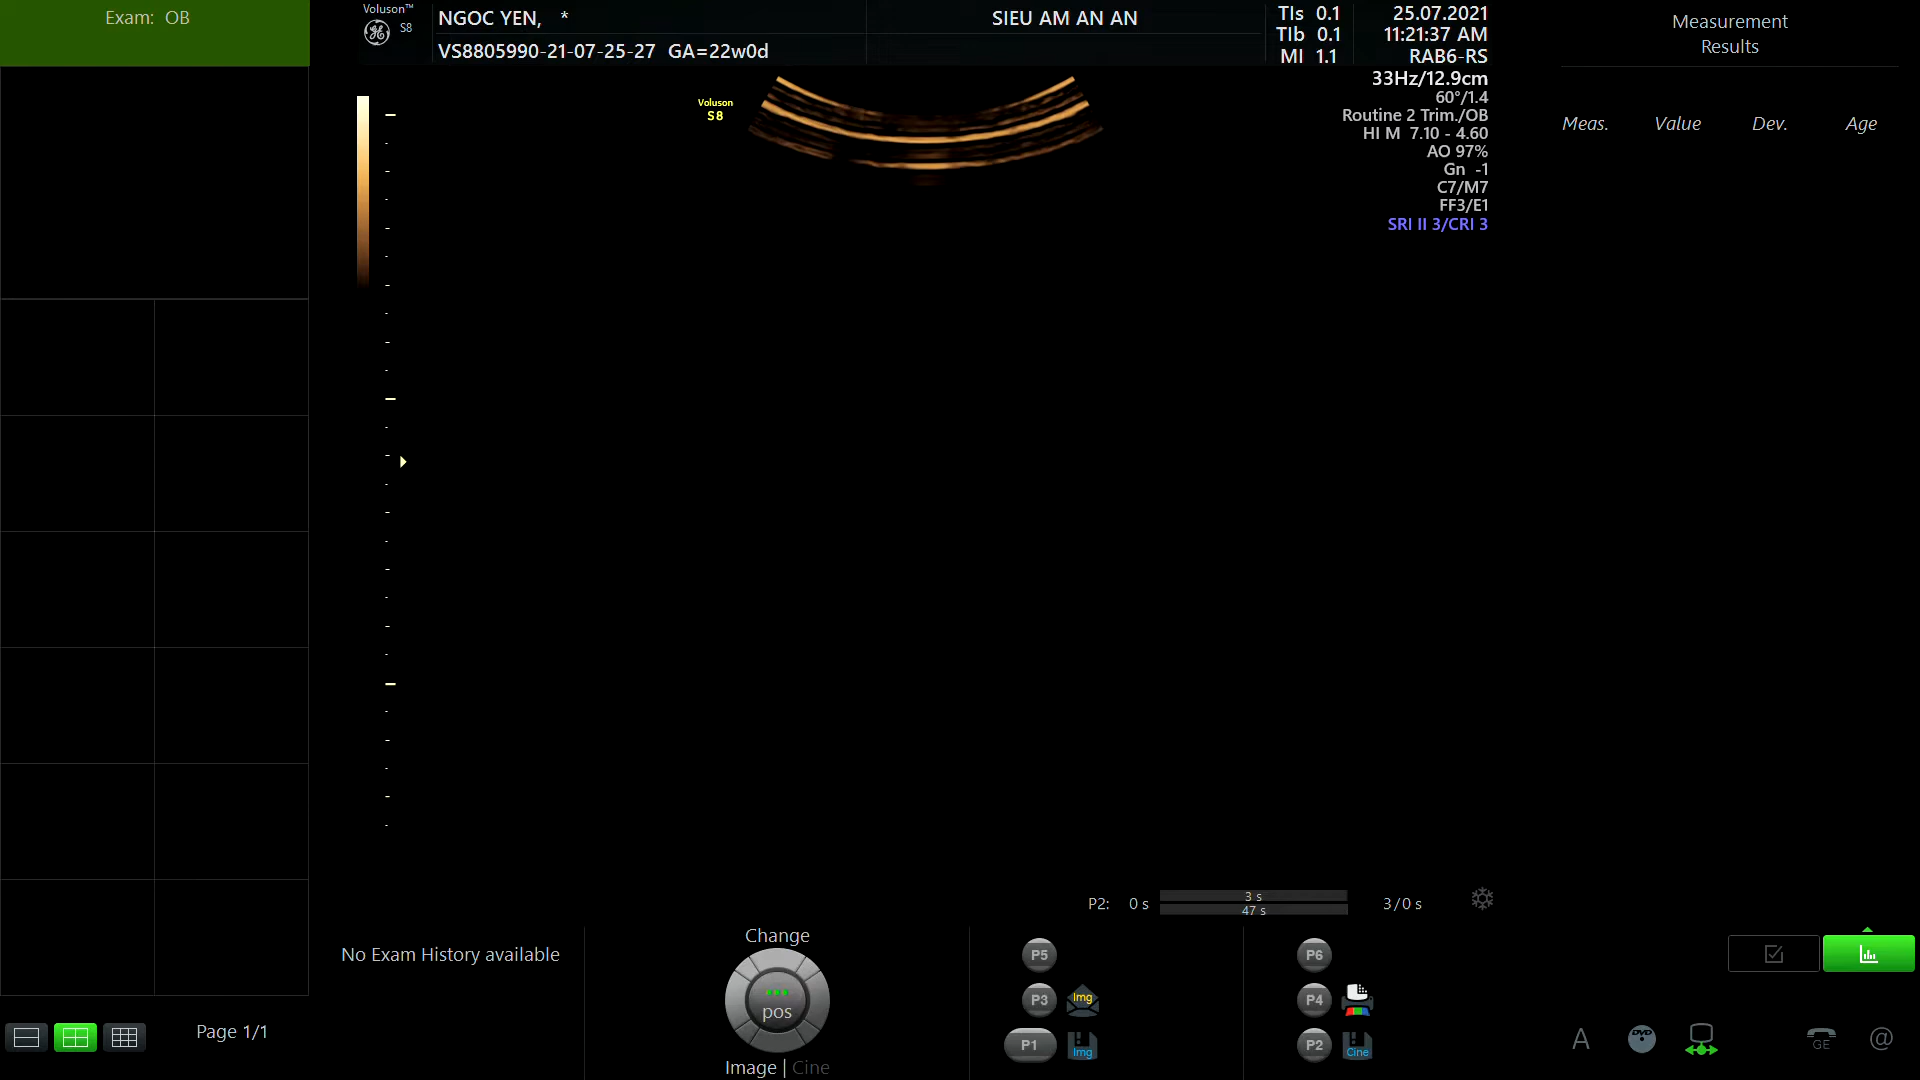 Exam: OB
Voluson™
S8
NGOC YEN, *
SIEU AM AN AN
VS8805990-21-07-25-27 GA=22w0d
TIs 0.1
TIb 0.1
MI 1.1
25.07.2021
11:21:37 AM
RAB6-RS
33Hz/12.9cm
60°/1.4
Routine 2 Trim./OB
HI M 7.10 - 4.60
AO 97%
Gn -1
C7/M7
FF3/E1
SRI II 3/CRI 3
Voluson
S8
Measurement
Results
Meas. Value Dev. Age
P2: 0 s
3 s
47 s
3/0 s
No Exam History available
Change
pos
Image | Cine
P5
P3 Img
P1 Img
P6
P4
P2 Cine
Page 1/1
A
DVD
GE
@